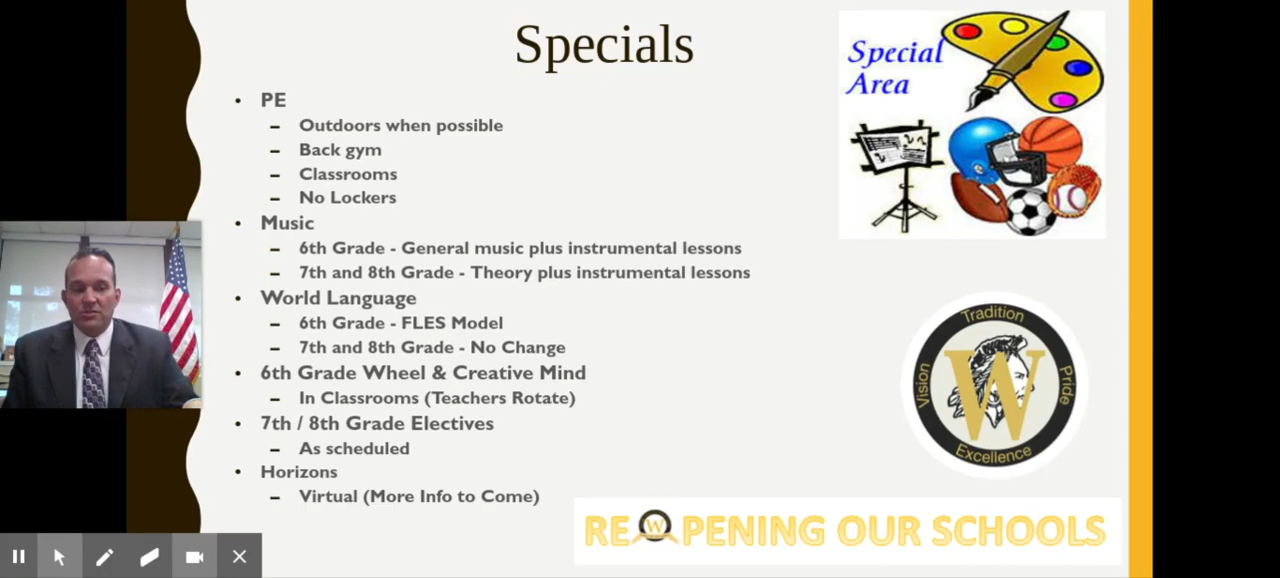 Specials
Special
Area
• PE
– Outdoors when possible
– Back gym
– Classrooms
– No Lockers
• Music
– 6th Grade - General music plus instrumental lessons
– 7th and 8th Grade - Theory plus instrumental lessons
• World Language
– 6th Grade - FLES Model
– 7th and 8th Grade - No Change
• 6th Grade Wheel & Creative Mind
– In Classrooms (Teachers Rotate)
• 7th / 8th Grade Electives
– As scheduled
• Horizons
– Virtual (More Info to Come)
Tradition
Vision
W
Pride
Excellence
REOPENING OUR SCHOOLS